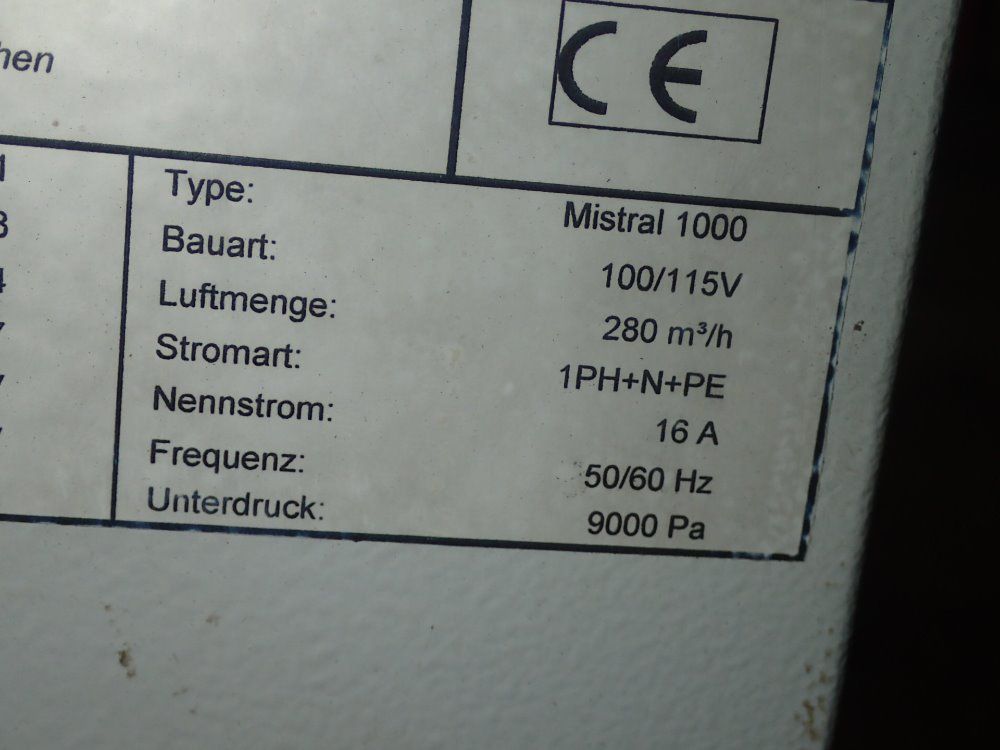 CE
Type: Mistral 1000
Bauart: 100/115V
Luftmenge: 280 m³/h
Stromart: 1PH+N+PE
Nennstrom: 16 A
Frequenz: 50/60 Hz
Unterdruck: 9000 Pa